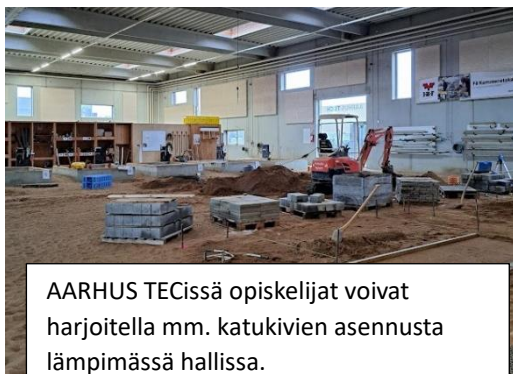 AARHUS TECissä opiskelijat voivat
harjoitella mm. katukivien asennusta
lämpimässä hallissa.